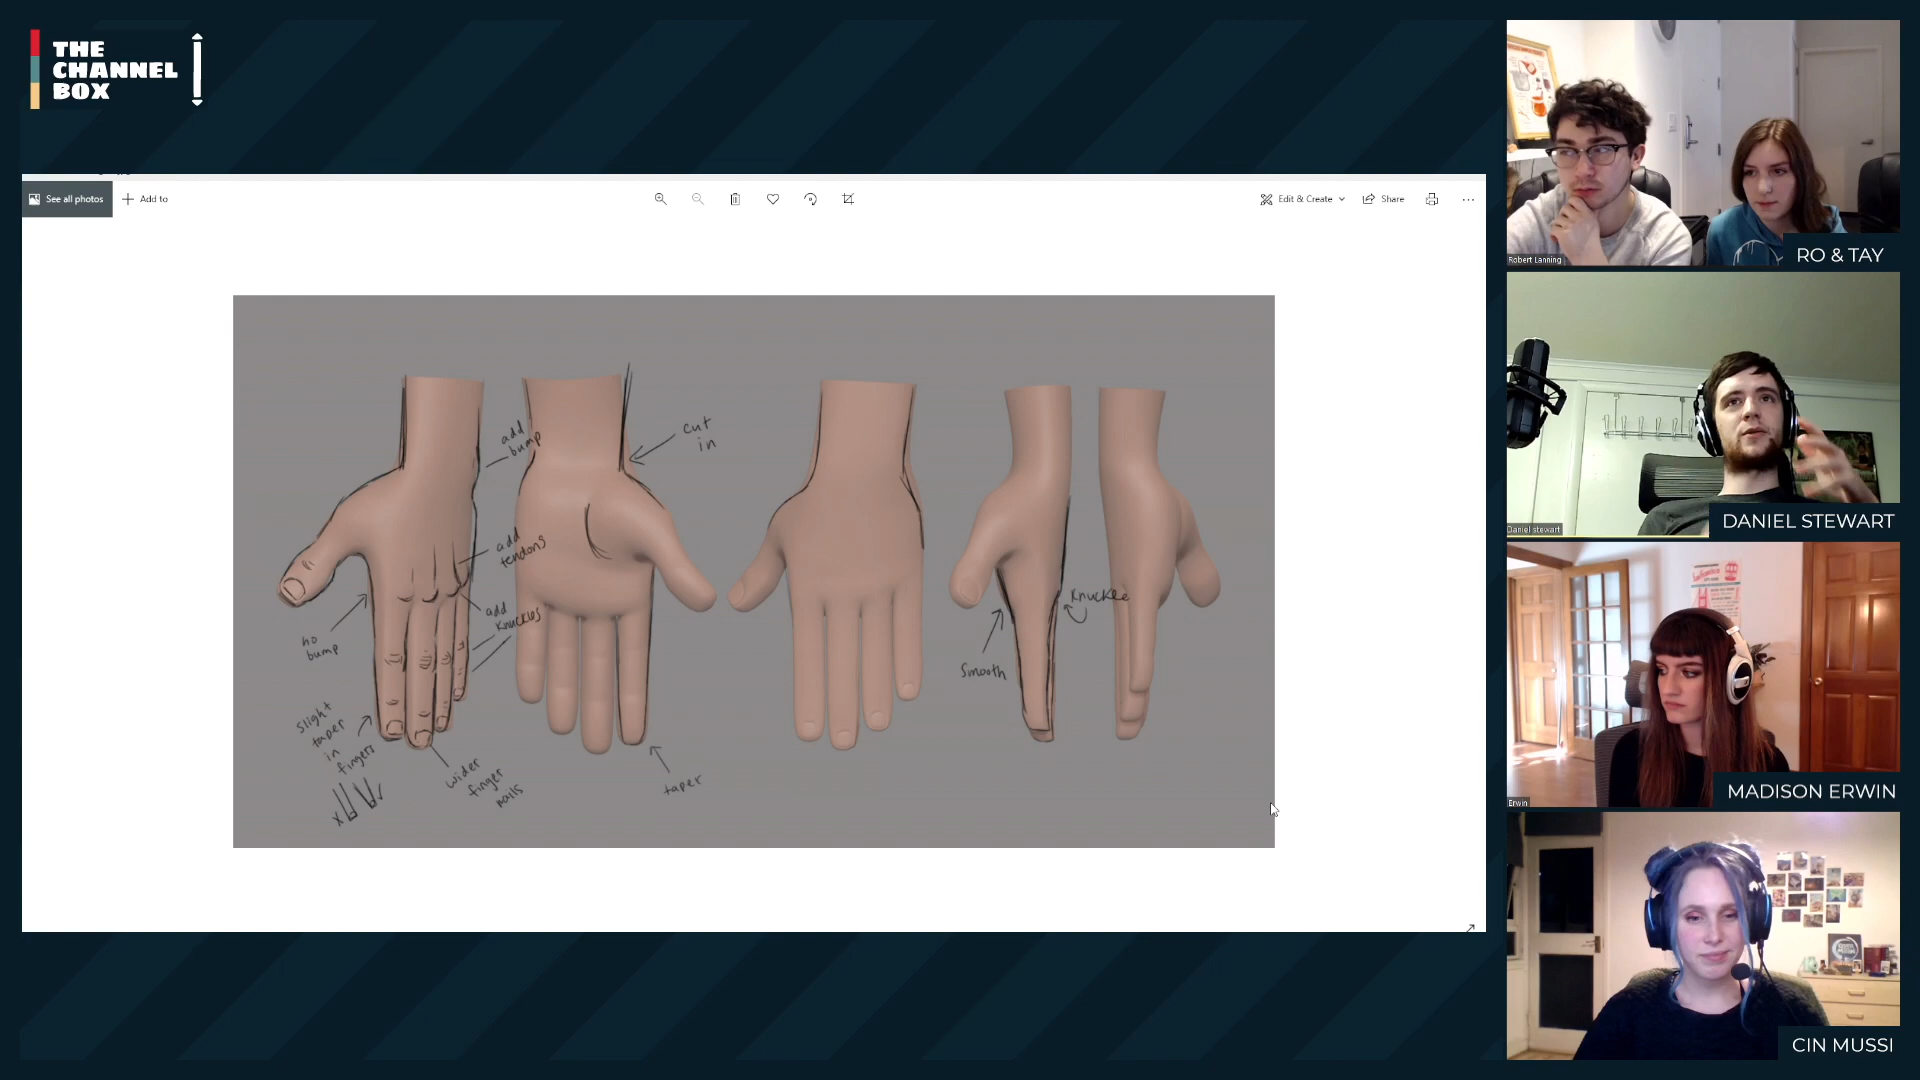 THE
CHANNEL
BOX
See all photos
Add to
Edit & Create
Share
add
bump
cut
in
add
tendons
add
knuckles
no
bump
slight
taper
in
fingers
x
wider
finger
nails
taper
Smooth
Knuckle
Robert Lanning
RO & TAY
Daniel stewart
DANIEL STEWART
Erwin
MADISON ERWIN
CIN MUSSI